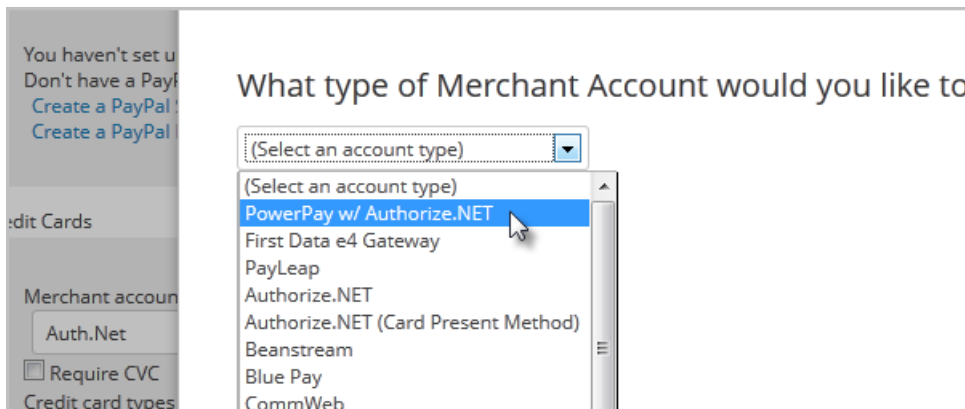 You haven't set u
Don't have a Pay
Create a PayPal
Create a PayPal
edit Cards
Merchant accoun
Auth.Net
Require CVC
Credit card types
What type of Merchant Account would you like to
(Select an account type)
(Select an account type)
PowerPay w/ Authorize.NET
First Data e4 Gateway
PayLeap
Authorize.NET
Authorize.NET (Card Present Method)
Beanstream
Blue Pay
CommWeb